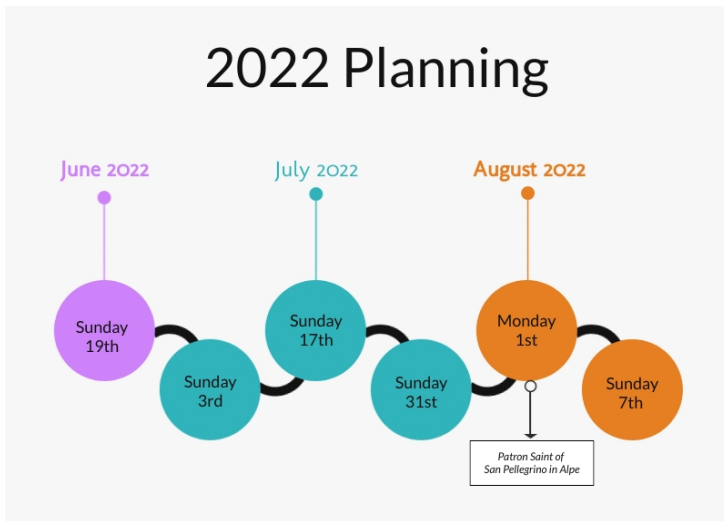 2022 Planning
June 2022
July 2022
August 2022
Sunday
19th
Sunday
3rd
Sunday
17th
Sunday
31st
Monday
1st
Sunday
7th
Patron Saint of
San Pellegrino in Alpe